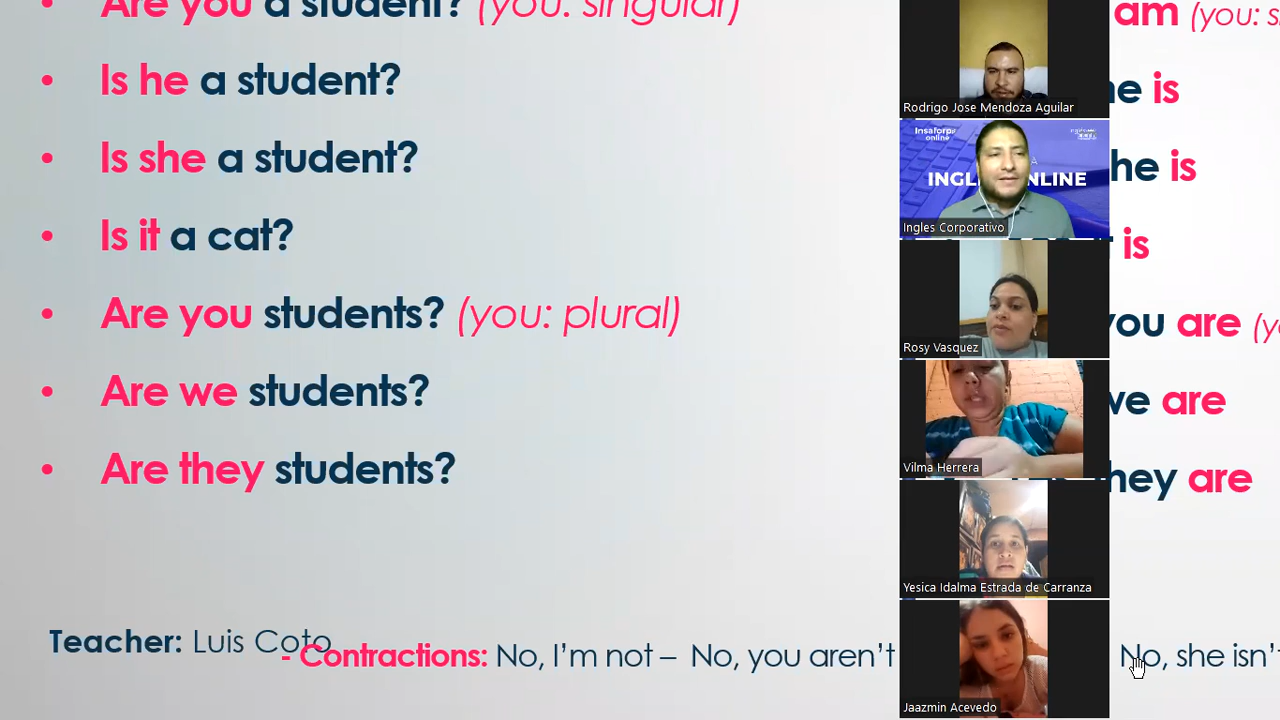 Are you a student? (you: singular)
am (you: s
• Is he a student?
he is
• Is she a student?
he is
• Is it a cat?
is
• Are you students? (you: plural)
you are (y
• Are we students?
we are
• Are they students?
hey are
Teacher: Luis Coto
- Contractions: No, I'm not – No, you aren't
No, she isn'
Rodrigo Jose Mendoza Aguilar
Insaforp
online
INGL NLINE
Ingles Corporativo
Rosy Vasquez
Vilma Herrera
Yesica Idalma Estrada de Carranza
Jaazmin Acevedo